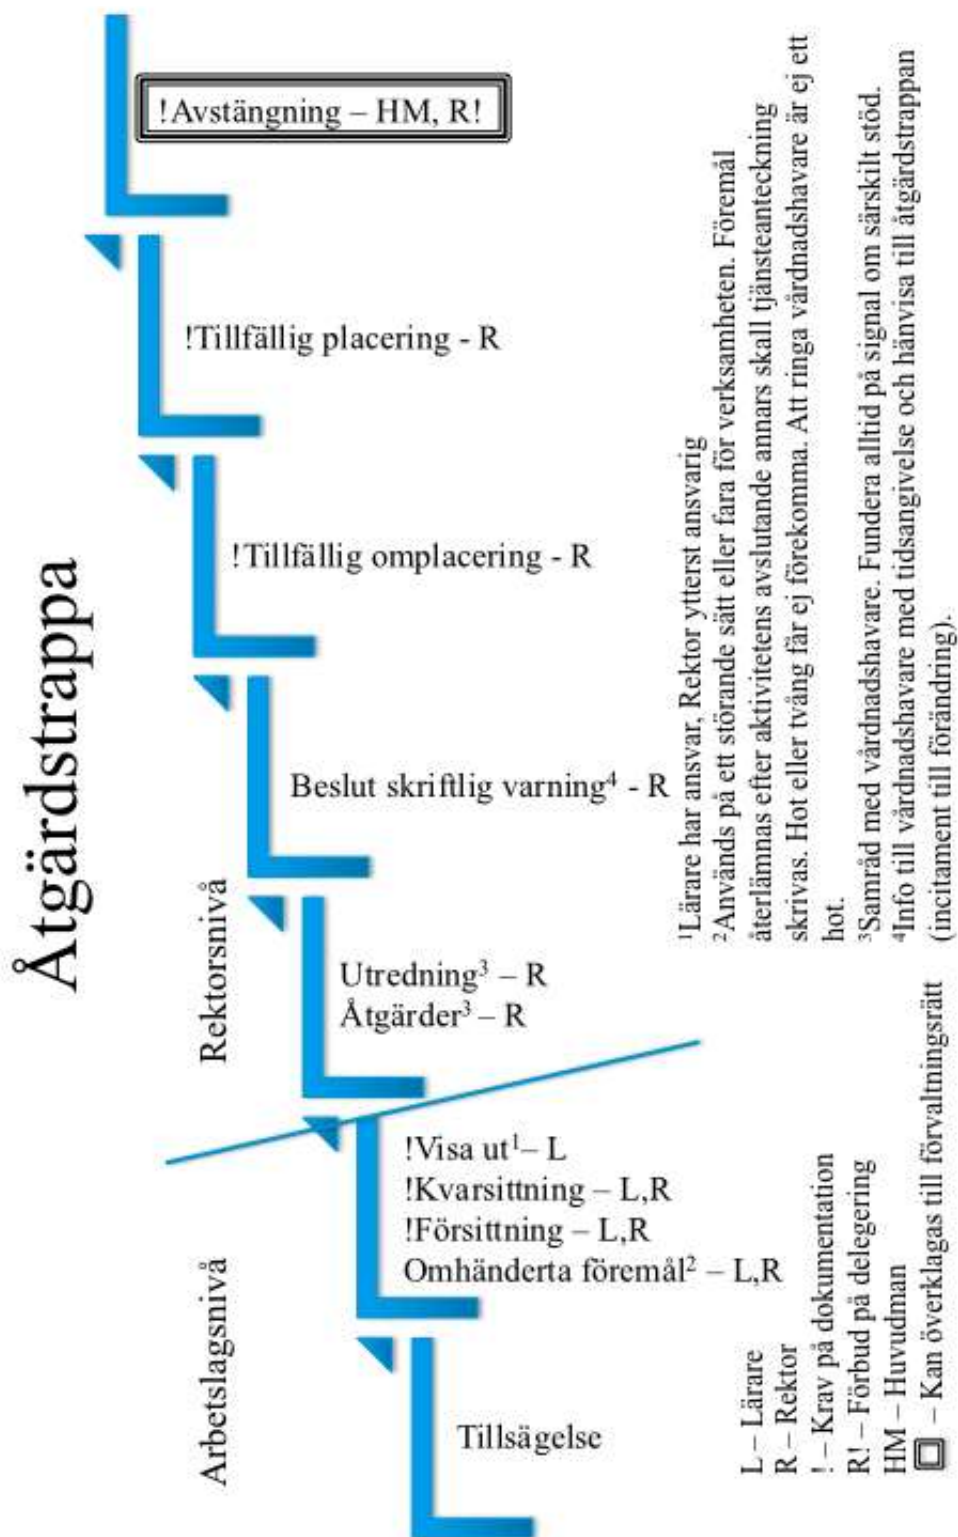 Åtgärdstrappa
Arbetslagsnivå
Rektorsnivå
Tillsägelse
!Visa ut¹– L
!Kvarsittning – L,R
!Försittning – L,R
Omhänderta föremål² – L,R
Utredning³ – R
Åtgärder³ – R
Beslut skriftlig varning⁴ - R
!Tillfällig omplacering - R
!Tillfällig placering - R
!Avstängning – HM, R!
L – Lärare
R – Rektor
! – Krav på dokumentation
R! – Förbud på delegering
HM – Huvudman
– Kan överklagas till förvaltningsrätt
¹Lärare har ansvar, Rektor ytterst ansvarig
²Används på ett störande sätt eller fara för verksamheten. Föremål
återlämnas efter aktivitetens avslutande annars skall tjänsteanteckning
skrivas. Hot eller tvång får ej förekomma. Att ringa vårdnadshavare är ej ett
hot.
³Samråd med vårdnadshavare. Fundera alltid på signal om särskilt stöd.
⁴Info till vårdnadshavare med tidsangivelse och hänvisa till åtgärdstrappan
(incitament till förändring).